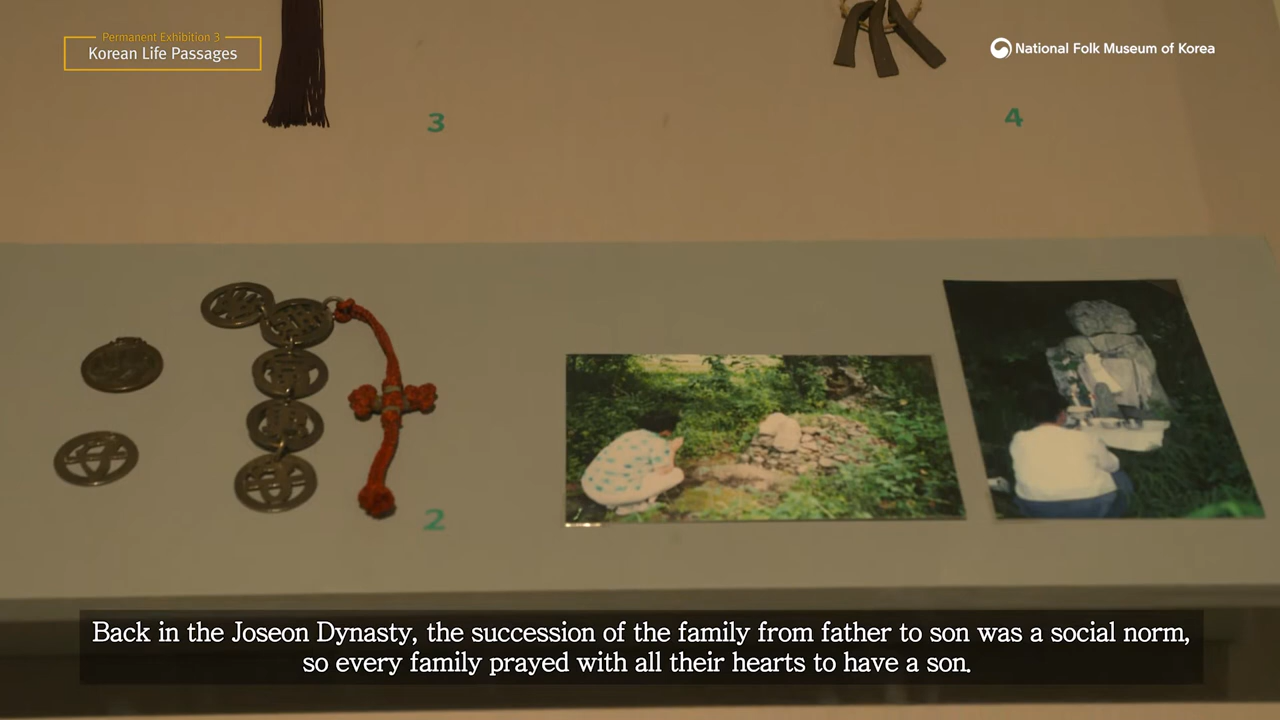 Permanent Exhibition 3
Korean Life Passages
National Folk Museum of Korea
3
4
2
Back in the Joseon Dynasty, the succession of the family from father to son was a social norm,
so every family prayed with all their hearts to have a son.